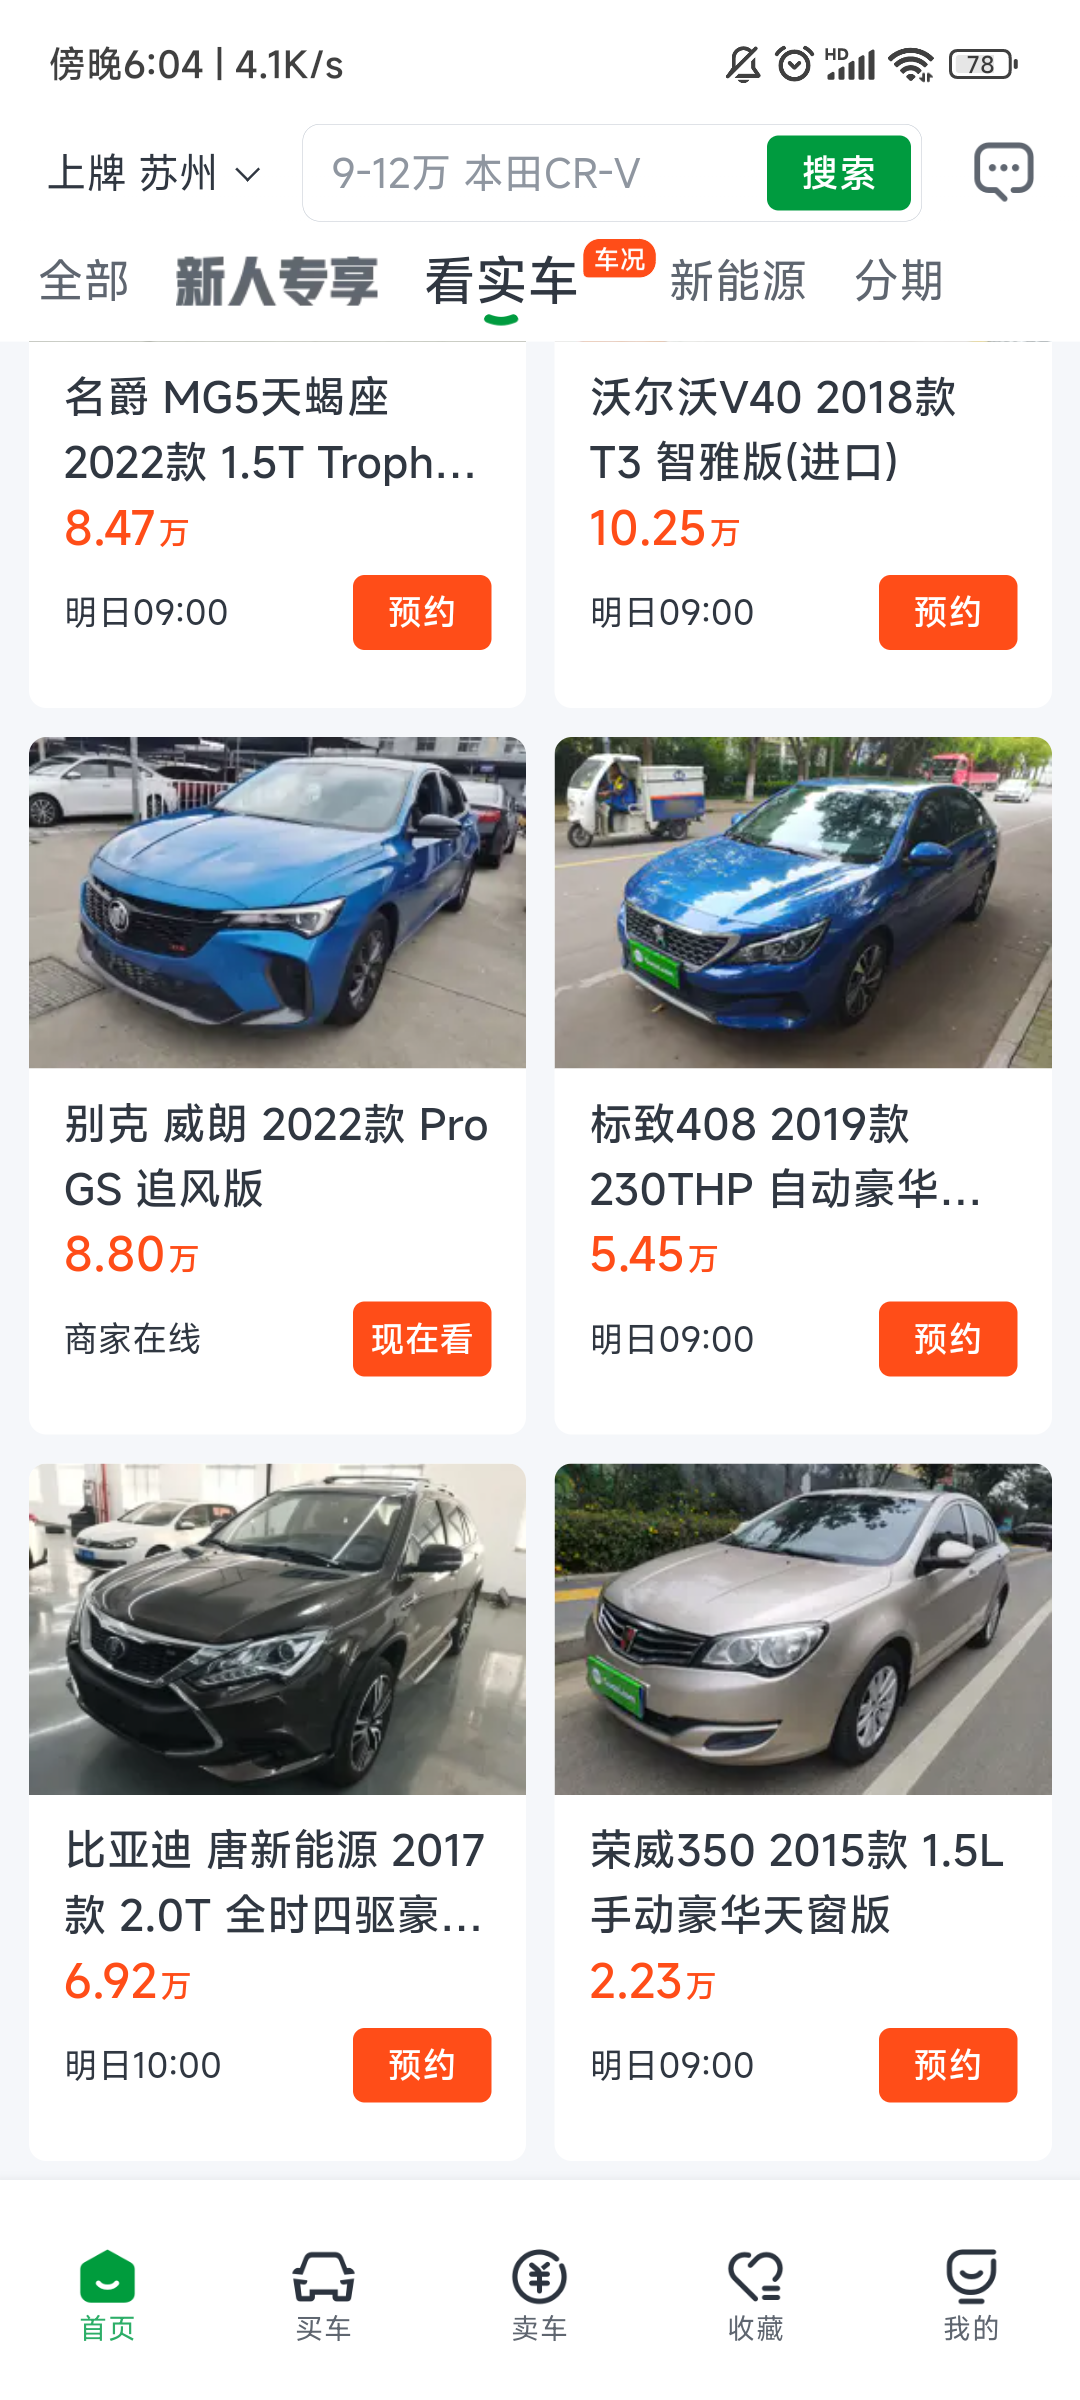 傍晚6:04 | 4.1K/s
HD
78
上牌 苏州
9-12万 本田CR-V
搜索
全部
新人专享
看实车
车况
新能源
分期
名爵 MG5天蝎座
2022款 1.5T Troph...
8.47万
明日09:00
预约
沃尔沃V40 2018款
T3 智雅版(进口)
10.25万
明日09:00
预约
别克 威朗 2022款 Pro
GS 追风版
8.80万
商家在线
现在看
标致408 2019款
230THP 自动豪华...
5.45万
明日09:00
预约
比亚迪 唐新能源 2017
款 2.0T 全时四驱豪...
6.92万
明日10:00
预约
荣威350 2015款 1.5L
手动豪华天窗版
2.23万
明日09:00
预约
首页
买车
卖车
收藏
我的